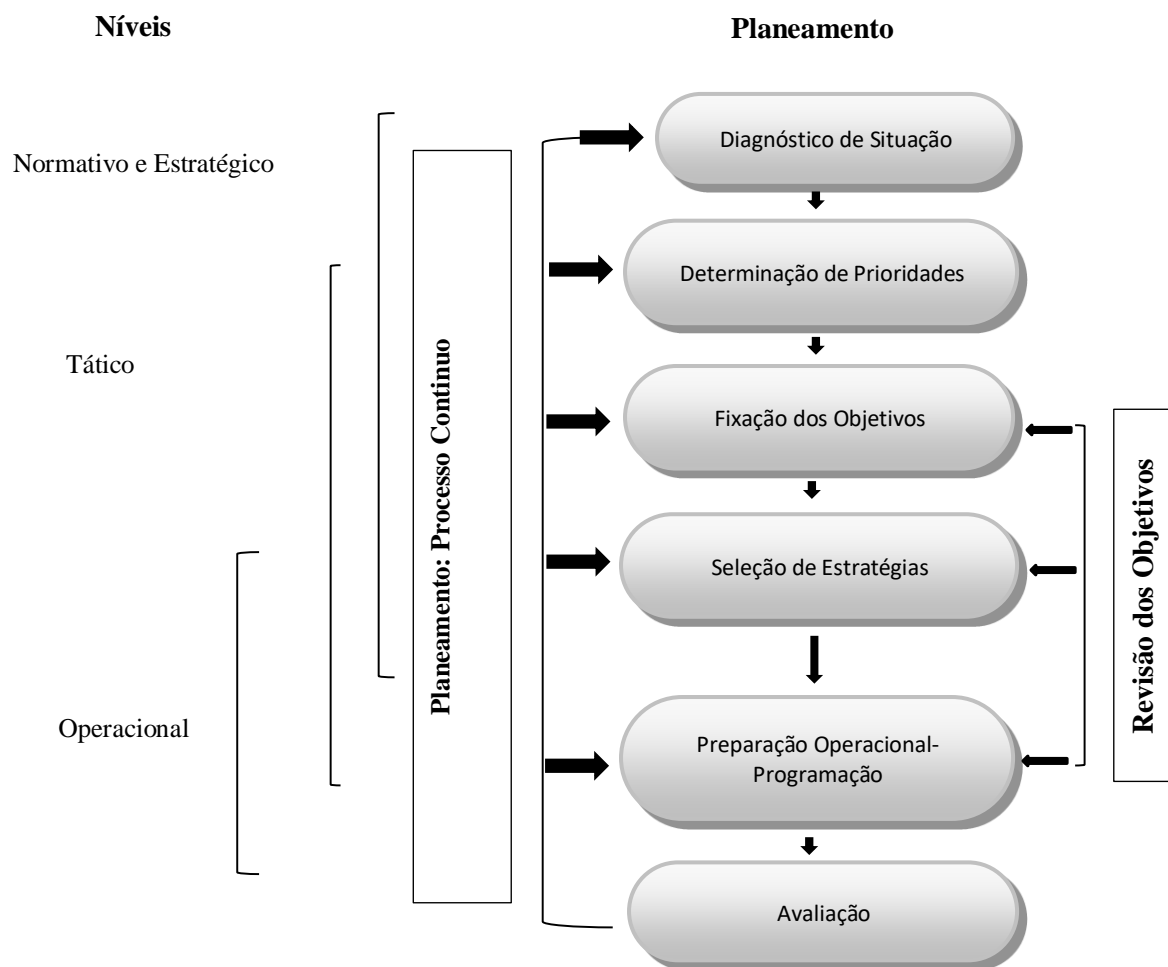 Níveis
Planeamento
Normativo e Estratégico
Tático
Operacional
Planeamento: Processo Continuo
Diagnóstico de Situação
Determinação de Prioridades
Fixação dos Objetivos
Seleção de Estratégias
Preparação Operacional-
Programação
Avaliação
Revisão dos Objetivos